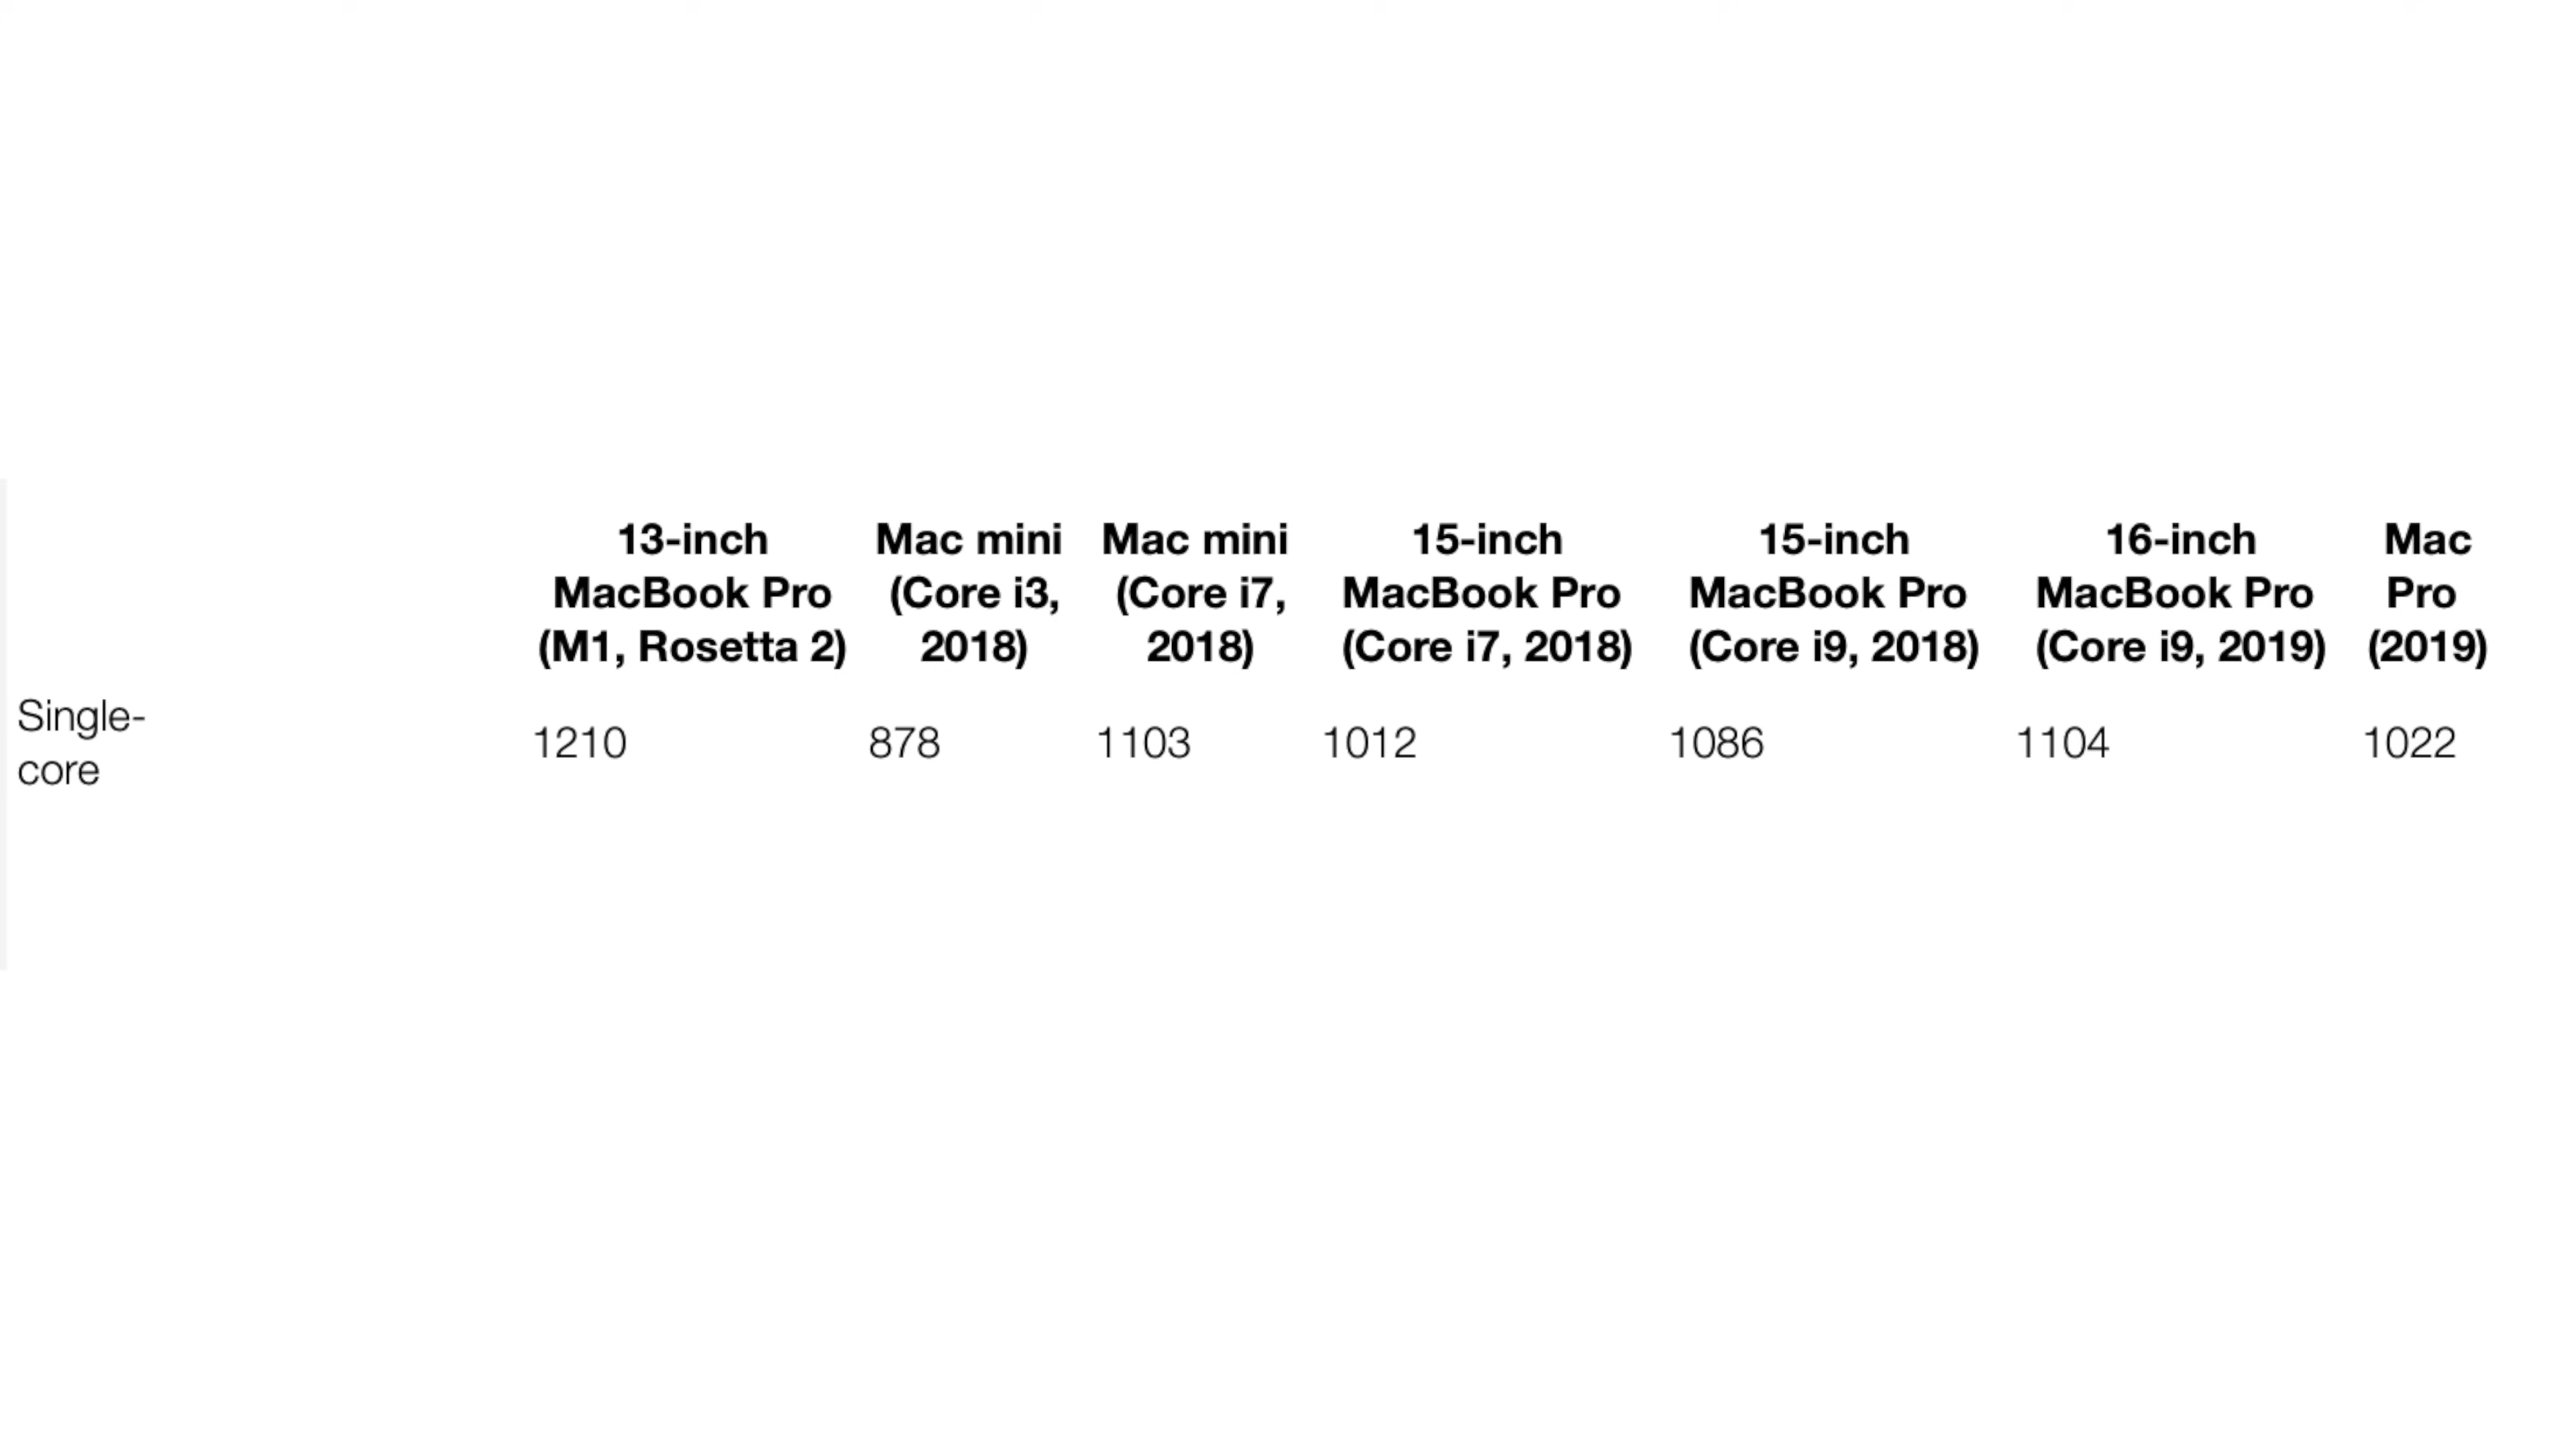 13-inch
MacBook Pro
(M1, Rosetta 2)
Mac mini
(Core i3,
2018)
Mac mini
(Core i7,
2018)
15-inch
MacBook Pro
(Core i7, 2018)
15-inch
MacBook Pro
(Core i9, 2018)
16-inch
MacBook Pro
(Core i9, 2019)
Mac
Pro
(2019)
Single-
core
1210
878
1103
1012
1086
1104
1022